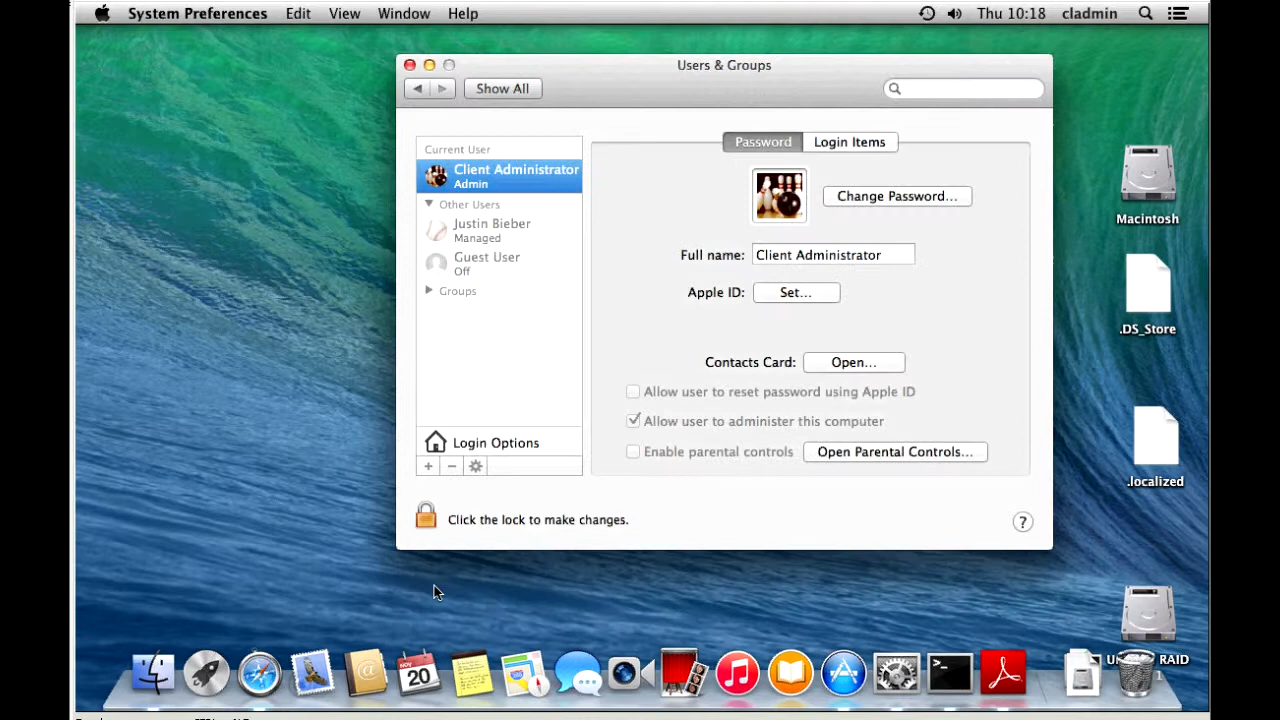 System Preferences Edit View Window Help Thu 10:18 cladmin
Users & Groups
Show All
Current User
Client Administrator
Admin
Other Users
Justin Bieber
Managed
Guest User
Off
Groups
Login Options
+ −
Password Login Items
Change Password...
Full name: Client Administrator
Apple ID: Set...
Contacts Card: Open...
Allow user to reset password using Apple ID
Allow user to administer this computer
Enable parental controls Open Parental Controls...
Click the lock to make changes.
?
Macintosh
.DS_Store
.localized
RAID
NOV
20